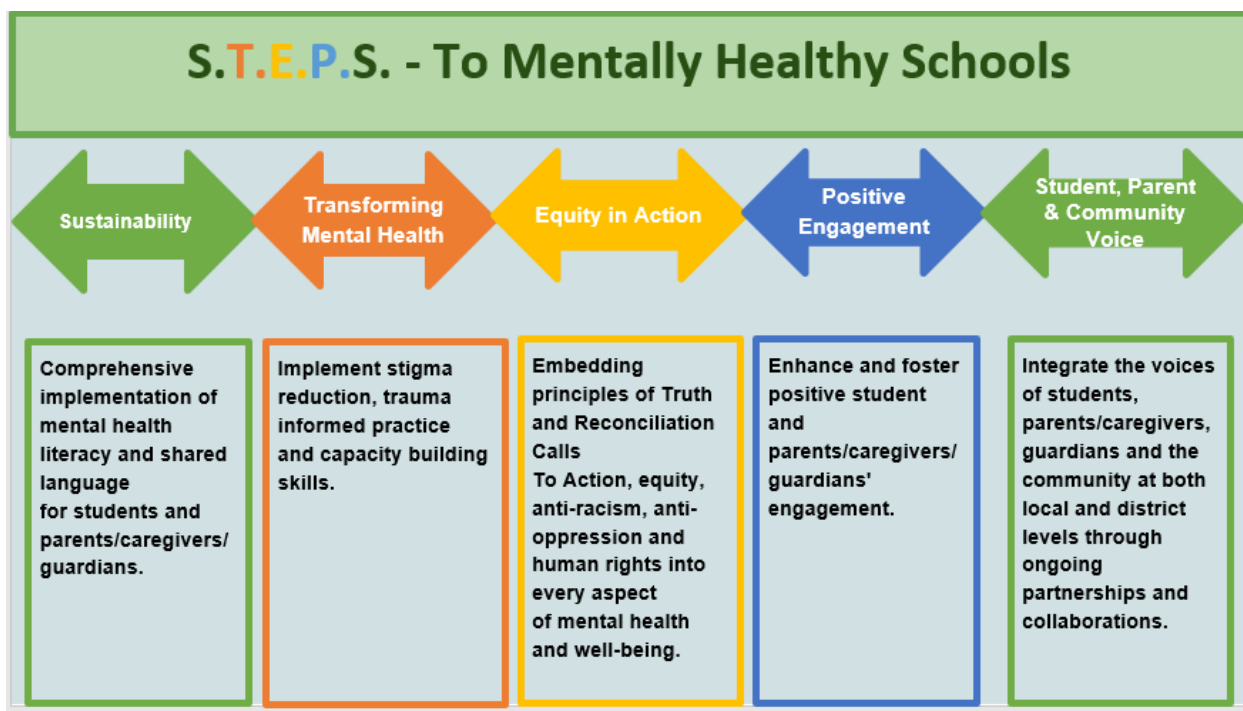 S.T.E.P.S. - To Mentally Healthy Schools
Sustainability
Transforming
Mental Health
Equity in Action
Positive
Engagement
Student, Parent
& Community
Voice
Comprehensive
implementation of
mental health
literacy and shared
language
for students and
parents/caregivers/
guardians.
Implement stigma
reduction, trauma
informed practice
and capacity building
skills.
Embedding
principles of Truth
and Reconciliation
Calls
To Action, equity,
anti-racism, anti-
oppression and
human rights into
every aspect
of mental health
and well-being.
Enhance and foster
positive student
and
parents/caregivers/
guardians'
engagement.
Integrate the voices
of students,
parents/caregivers,
guardians and the
community at both
local and district
levels through
ongoing
partnerships and
collaborations.